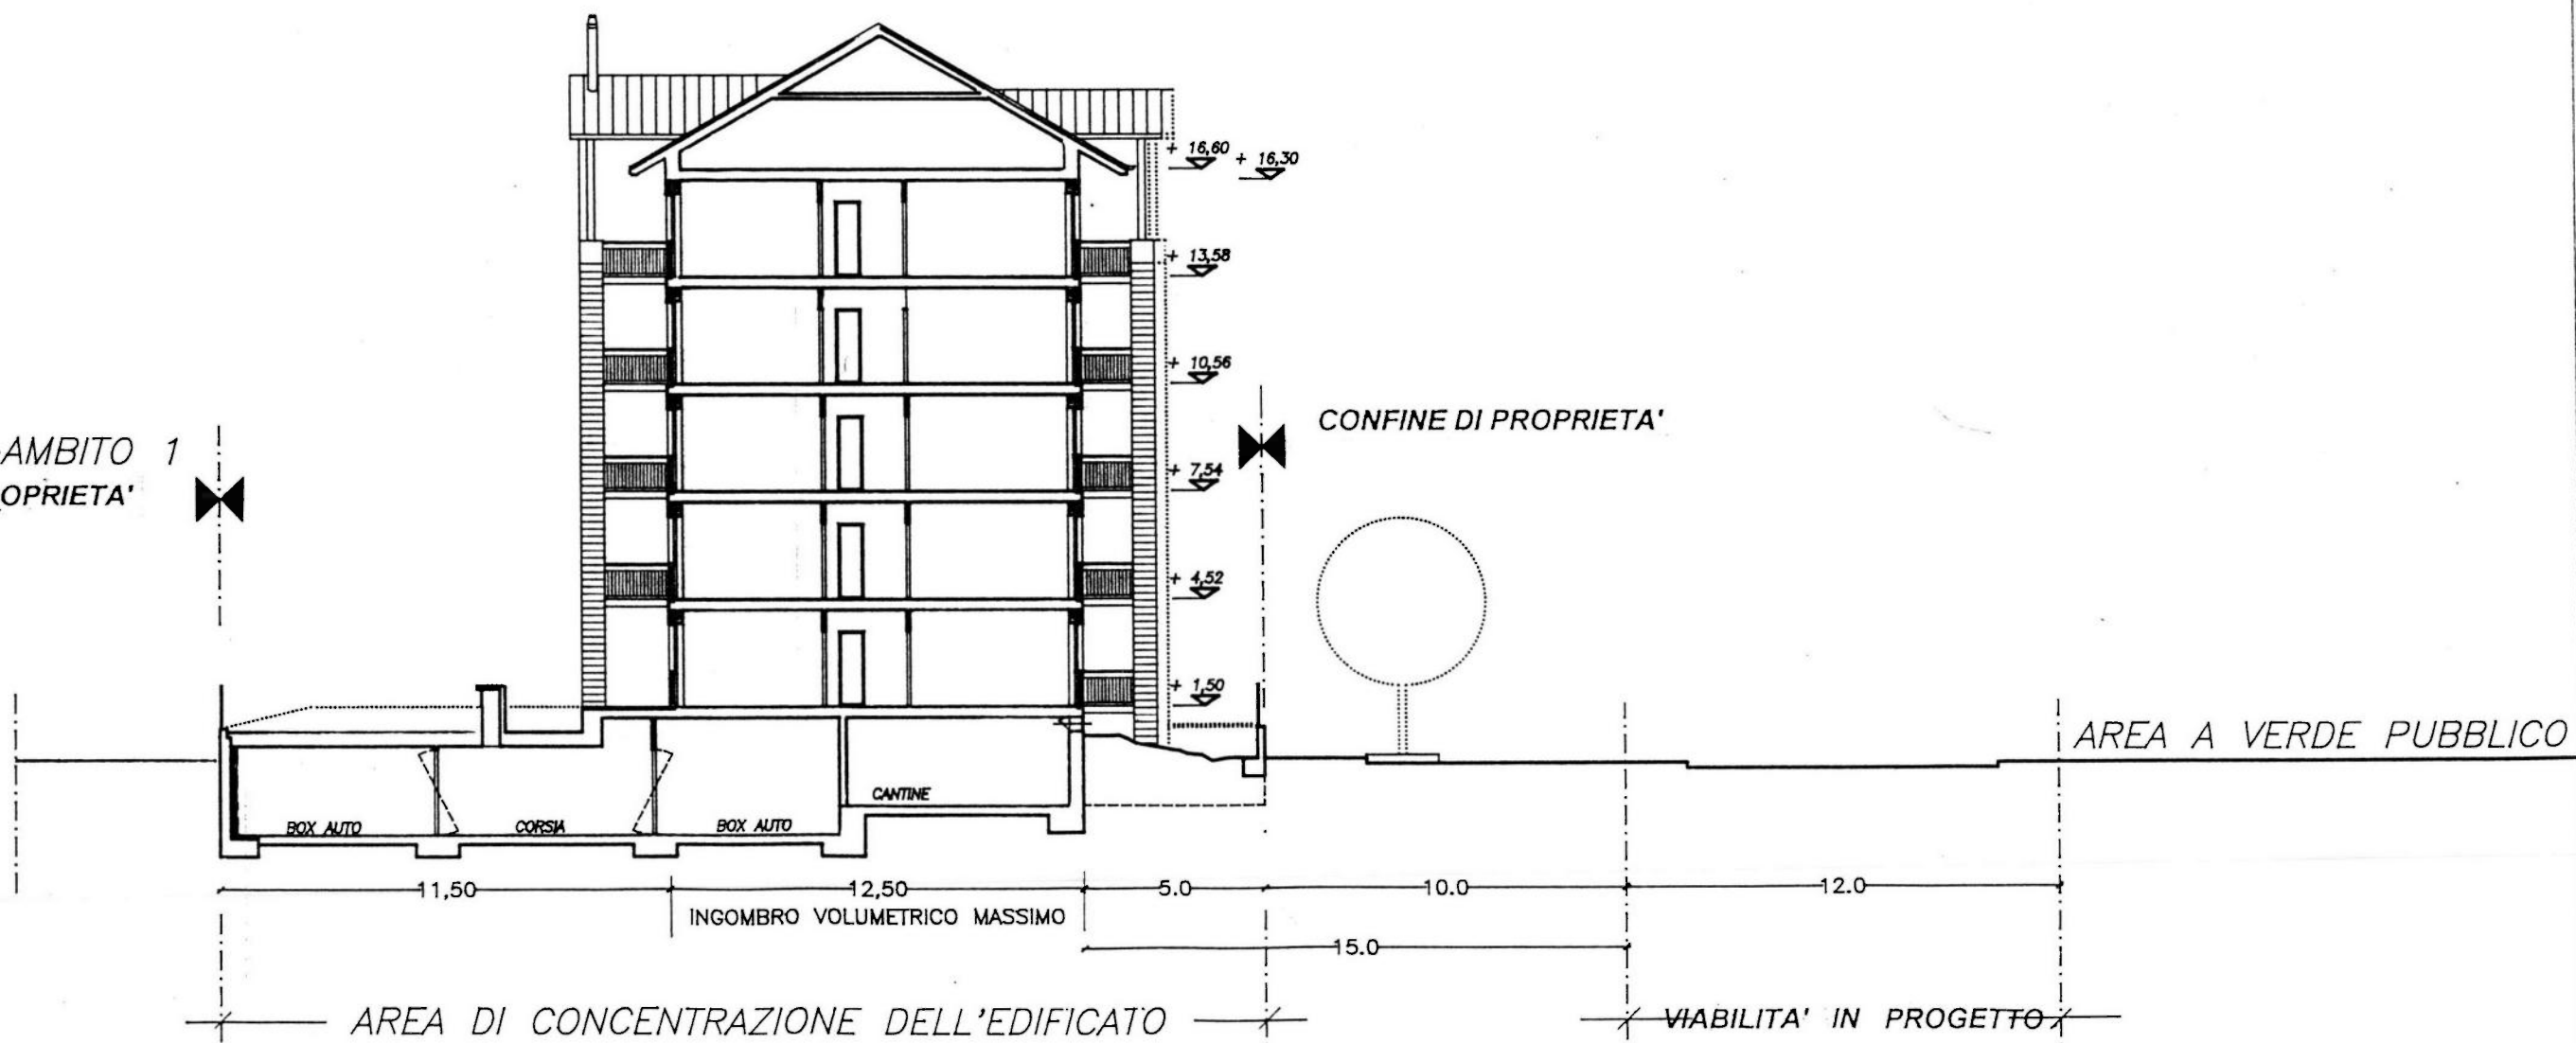 + 16,60
+ 16,30
+ 13,58
+ 10,56
CONFINE DI PROPRIETA'
AMBITO 1
OPRIETA'
+ 7,54
+ 4,52
+ 1,50
AREA A VERDE PUBBLICO
CANTINE
BOX AUTO
CORSIA
BOX AUTO
11,50
12,50
5.0
10.0
12.0
INGOMBRO VOLUMETRICO MASSIMO
15.0
AREA DI CONCENTRAZIONE DELL'EDIFICATO
VIABILITA' IN PROGETTO